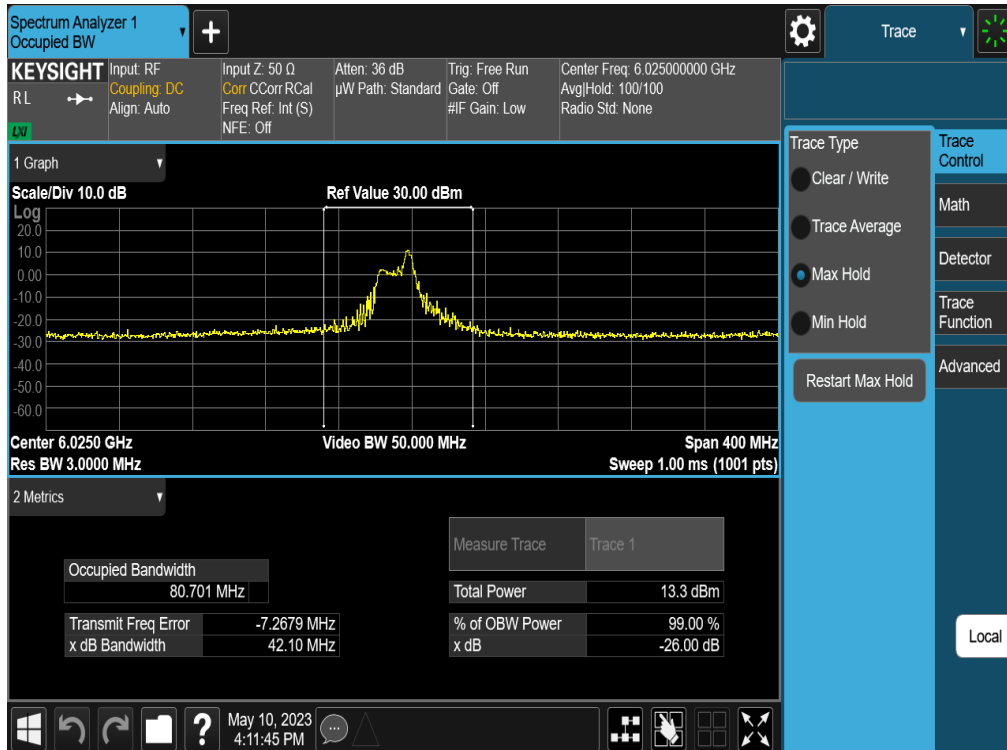 Spectrum Analyzer 1
Occupied BW
+
Trace
KEYSIGHT
R L
LXI
Input: RF
Coupling: DC
Align: Auto
Input Z: 50 Ω
Corr CCorr RCal
Freq Ref: Int (S)
NFE: Off
Atten: 36 dB
µW Path: Standard
Trig: Free Run
Gate: Off
#IF Gain: Low
Center Freq: 6.025000000 GHz
Avg|Hold: 100/100
Radio Std: None
1 Graph
Scale/Div 10.0 dB
Ref Value 30.00 dBm
Log
20.0
10.0
0.00
-10.0
-20.0
-30.0
-40.0
-50.0
-60.0
Center 6.0250 GHz
Video BW 50.000 MHz
Span 400 MHz
Res BW 3.0000 MHz
Sweep 1.00 ms (1001 pts)
2 Metrics
Measure Trace
Trace 1
Occupied Bandwidth
80.701 MHz
Total Power
13.3 dBm
Transmit Freq Error
-7.2679 MHz
% of OBW Power
99.00 %
x dB Bandwidth
42.10 MHz
x dB
-26.00 dB
Trace Type
Clear / Write
Trace Average
Max Hold
Min Hold
Restart Max Hold
Trace
Control
Math
Detector
Trace
Function
Advanced
Local
?
May 10, 2023
4:11:45 PM